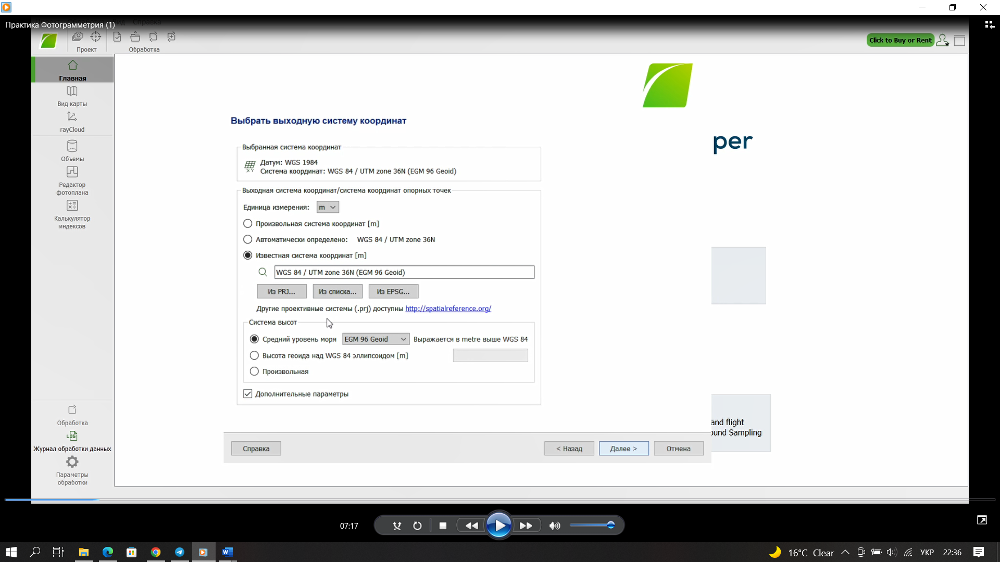 Практика Фотограмметрия (1)
Справка
Проект
Обработка
Click to Buy or Rent
Главная
Вид карты
rayCloud
Объемы
Редактор
фотоплана
Калькулятор
индексов
Обработка
LOG
Журнал обработки данных
Параметры
обработки
per
Выбрать выходную систему координат
Выбранная система координат
XY
Датум: WGS 1984
Система координат: WGS 84 / UTM zone 36N (EGM 96 Geoid)
Выходная система координат/система координат опорных точек
Единица измерения: m
Произвольная система координат [m]
Автоматически определено: WGS 84 / UTM zone 36N
Известная система координат [m]
WGS 84 / UTM zone 36N (EGM 96 Geoid)
Из PRJ... Из списка... Из EPSG...
Другие проективные системы (.prj) доступны http://spatialreference.org/
Система высот
Средний уровень моря EGM 96 Geoid Выражается в metre выше WGS 84
Высота геоида над WGS 84 эллипсоидом [m]
Произвольная
Дополнительные параметры
and flight
ound Sampling
Справка < Назад Далее > Отмена
07:17
16°C Clear УКР 22:36